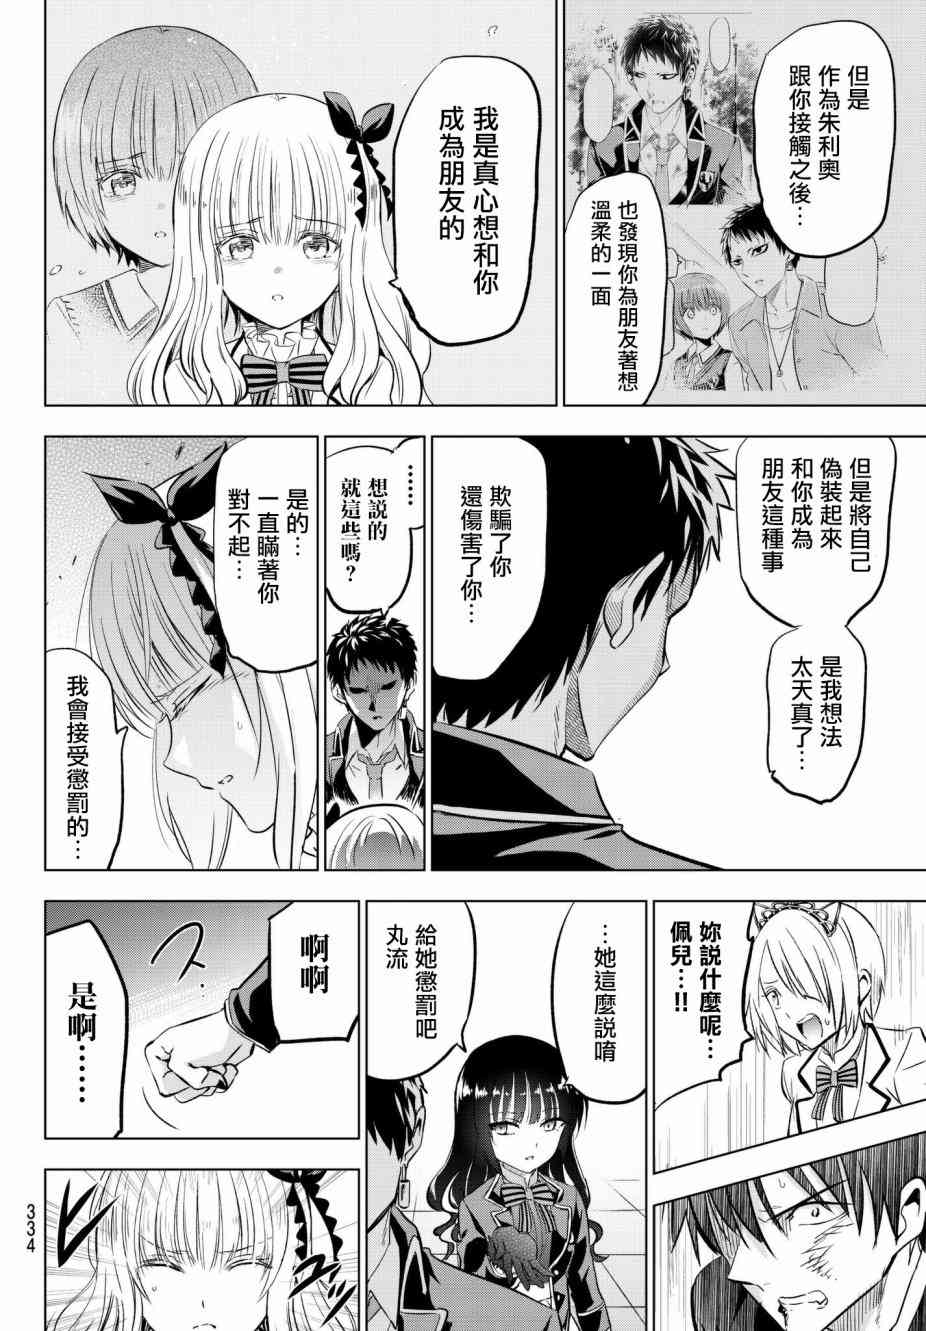 但是
作為朱利奧
跟你接觸之後…
也發現你為朋友著想
溫柔的一面
我是真心想和你
成為朋友的
但是將自己
偽裝起來
和你成為
朋友這種事
是我想法
太天真了…
欺騙了你
還傷害了你…
……
想説的
就這些嗎？
是的…
一直瞞著你
對不起…
我會接受懲罰的…
妳說什麼呢…
佩兒…!!
…她這麼説唷
給她懲罰吧
丸流
啊啊
ス
是啊……
ビク
334